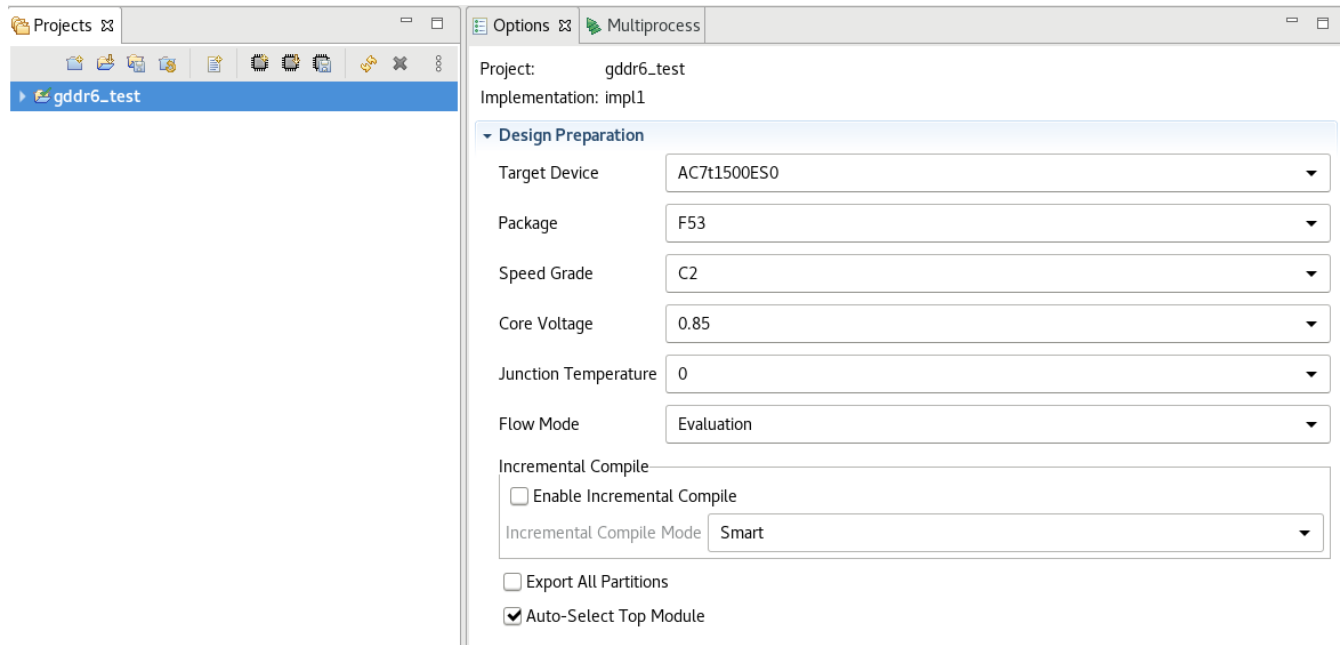 Projects
gddr6_test
Options
Multiprocess
Project: gddr6_test
Implementation: impl1
Design Preparation
Target Device AC7t1500ES0
Package F53
Speed Grade C2
Core Voltage 0.85
Junction Temperature 0
Flow Mode Evaluation
Incremental Compile
Enable Incremental Compile
Incremental Compile Mode Smart
Export All Partitions
Auto-Select Top Module